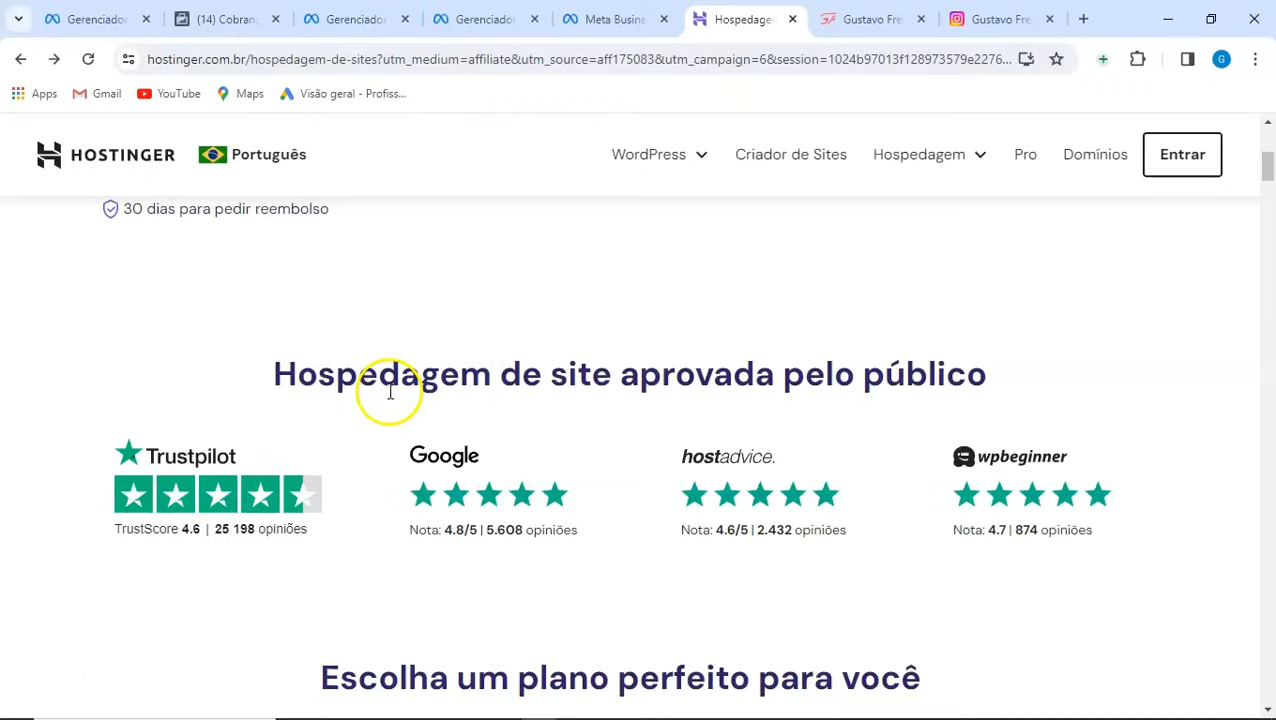 Gerenciador
(14) Cobran
Gerenciador
Gerenciador
Meta Busine
Hospedagem
Gustavo Fre
Gustavo Fre
hostinger.com.br/hospedagem-de-sites?utm_medium=affiliate&utm_source=aff175083&utm_campaign=6&session=1024b97013f128973579e2276...
G
Apps
Gmail
YouTube
Maps
Visão geral - Profiss...
HOSTINGER
Português
WordPress
Criador de Sites
Hospedagem
Pro
Domínios
Entrar
30 dias para pedir reembolso
Hospedagem de site aprovada pelo público
Trustpilot
TrustScore 4.6 | 25 198 opiniões
Google
Nota: 4.8/5 | 5.608 opiniões
hostadvice.
Nota: 4.6/5 | 2.432 opiniões
wpbeginner
Nota: 4.7 | 874 opiniões
Escolha um plano perfeito para você